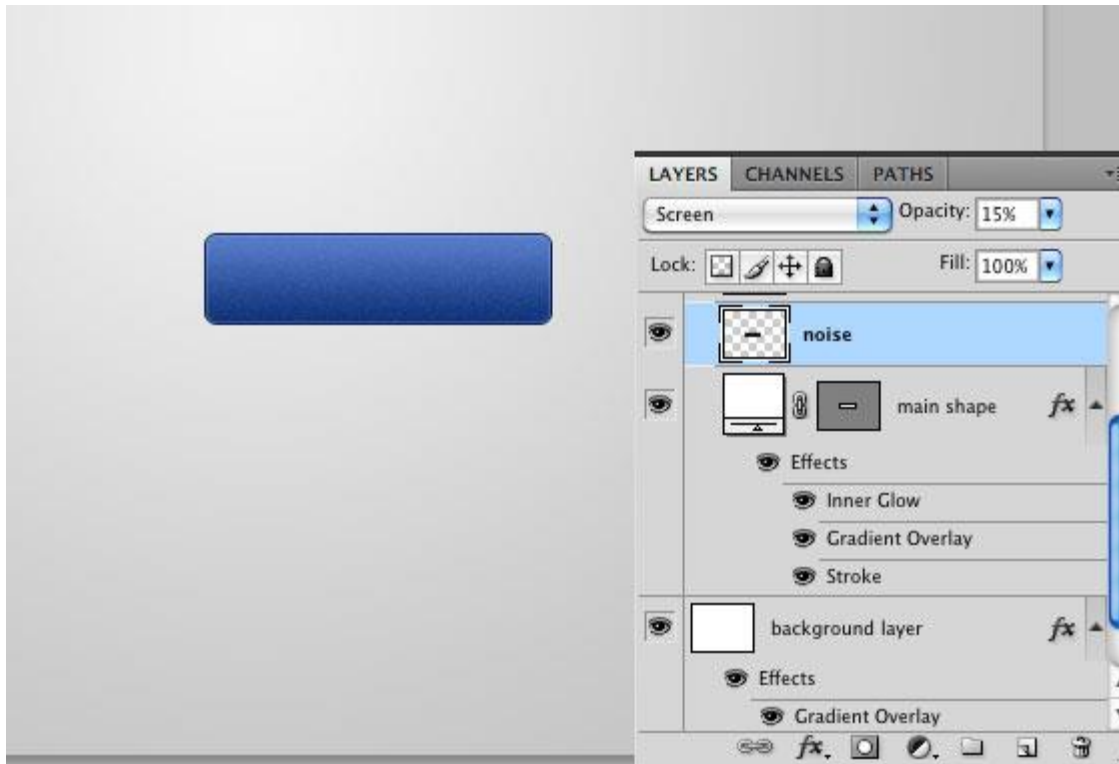 LAYERS CHANNELS PATHS
Screen Opacity: 15%
Lock: Fill: 100%
noise
main shape fx
Effects
Inner Glow
Gradient Overlay
Stroke
background layer fx
Effects
Gradient Overlay
fx.